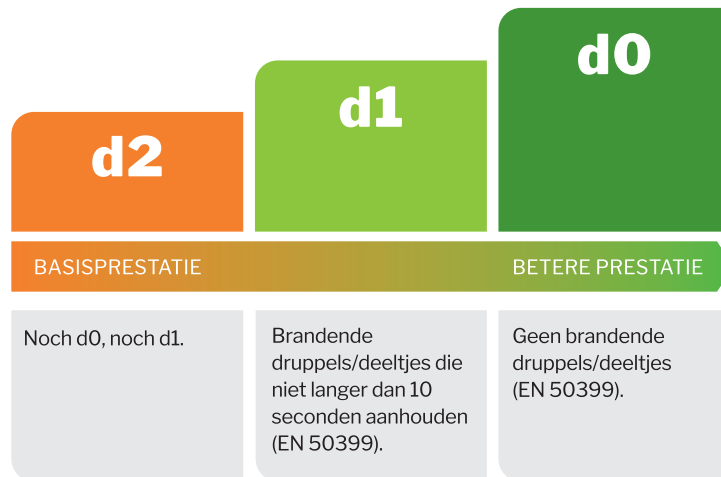 d2
d1
d0
BASISPRESTATIE
BETERE PRESTATIE
Noch d0, noch d1.
Brandende
druppels/deeltjes die
niet langer dan 10
seconden aanhouden
(EN 50399).
Geen brandende
druppels/deeltjes
(EN 50399).